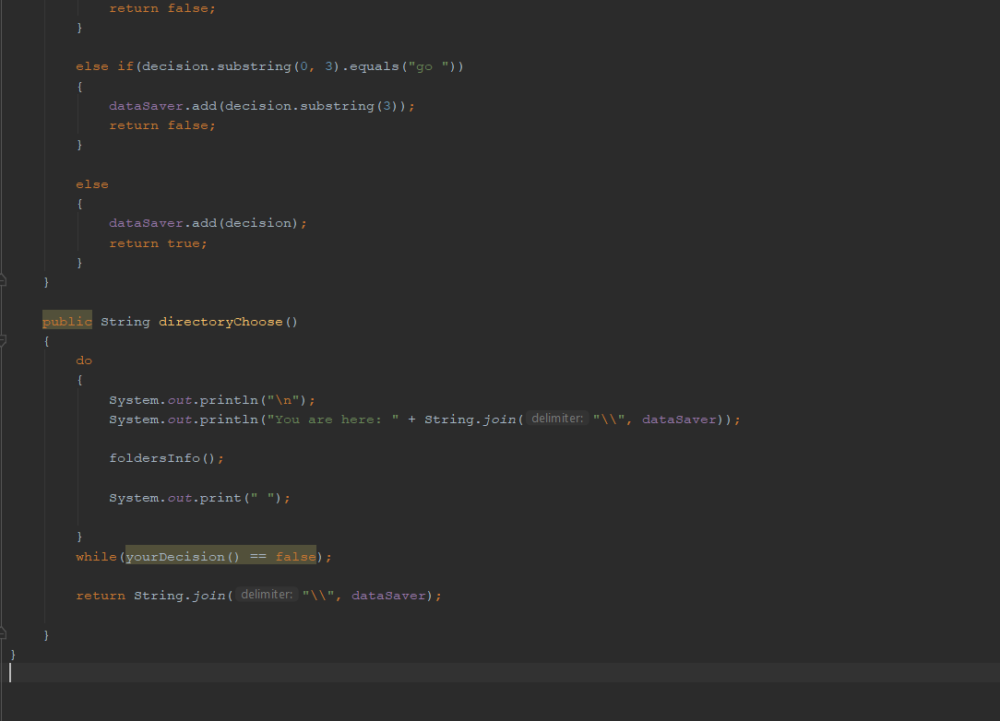 return false;
}
else if(decision.substring(0, 3).equals("go "))
{
dataSaver.add(decision.substring(3));
return false;
}
else
{
dataSaver.add(decision);
return true;
}
}
public String directoryChoose()
{
do
{
System.out.println("\n");
System.out.println("You are here: " + String.join( delimiter: "\\", dataSaver));
foldersInfo();
System.out.print(" ");
}
while(yourDecision() == false);
return String.join( delimiter: "\\", dataSaver);
}
}